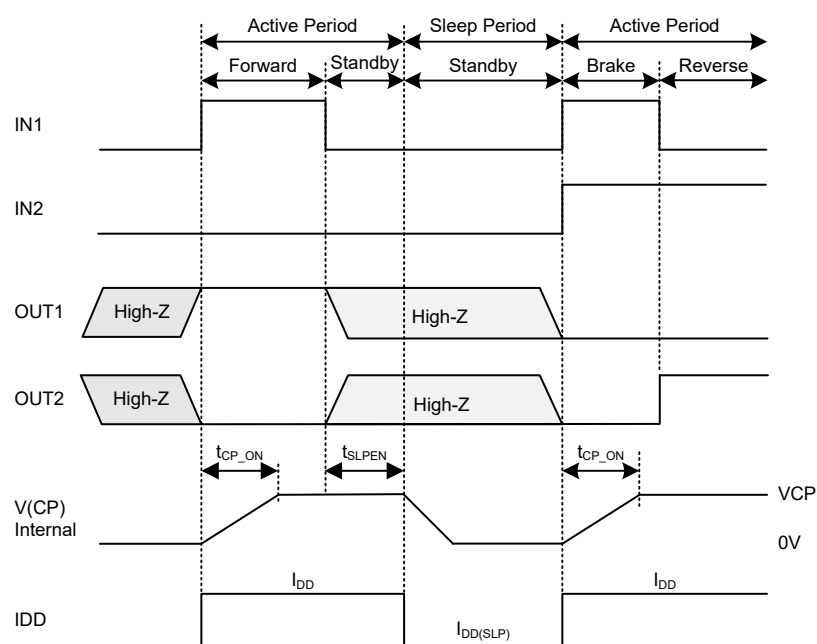 Active Period Sleep Period Active Period
Forward Standby Standby Brake Reverse
IN1
IN2
OUT1 High-Z High-Z
OUT2 High-Z High-Z
tCP_ON tSLPEN tCP_ON
V(CP) VCP
Internal 0V
IDD IDD IDD(SLP) IDD